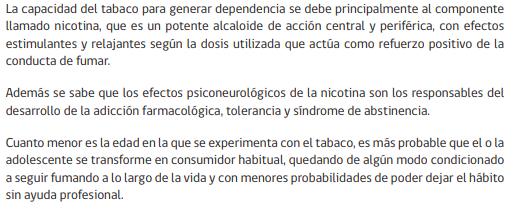 La capacidad del tabaco para generar dependencia se debe principalmente al componente
llamado nicotina, que es un potente alcaloide de acción central y periférica, con efectos
estimulantes y relajantes según la dosis utilizada que actúa como refuerzo positivo de la
conducta de fumar.
Además se sabe que los efectos psiconeurológicos de la nicotina son los responsables del
desarrollo de la adicción farmacológica, tolerancia y síndrome de abstinencia.
Cuanto menor es la edad en la que se experimenta con el tabaco, es más probable que el o la
adolescente se transforme en consumidor habitual, quedando de algún modo condicionado
a seguir fumando a lo largo de la vida y con menores probabilidades de poder dejar el hábito
sin ayuda profesional.